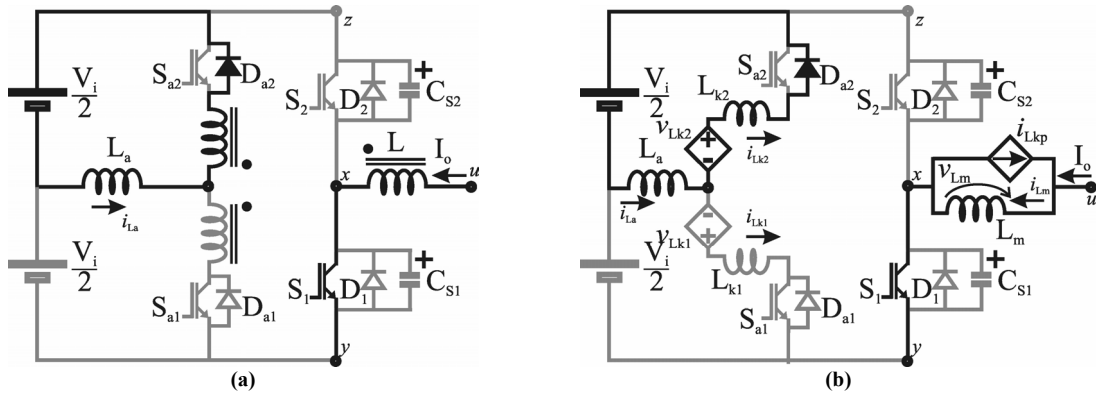 z
S_a2
D_a2
V_i
2
S_2
D_2
+
C_S2
L_a
L
I_o
x
u
i_La
V_i
2
S_a1
D_a1
S_1
D_1
+
C_S1
y
(a)
z
S_a2
D_a2
V_i
2
L_k2
S_2
D_2
+
C_S2
v_Lk2
+
-
i_Lk2
i_Lkp
L_a
x
v_Lm
I_o
i_Lm
u
i_La
-
+
i_Lk1
v_Lk1
L_m
V_i
2
L_k1
S_a1
D_a1
S_1
D_1
+
C_S1
y
(b)